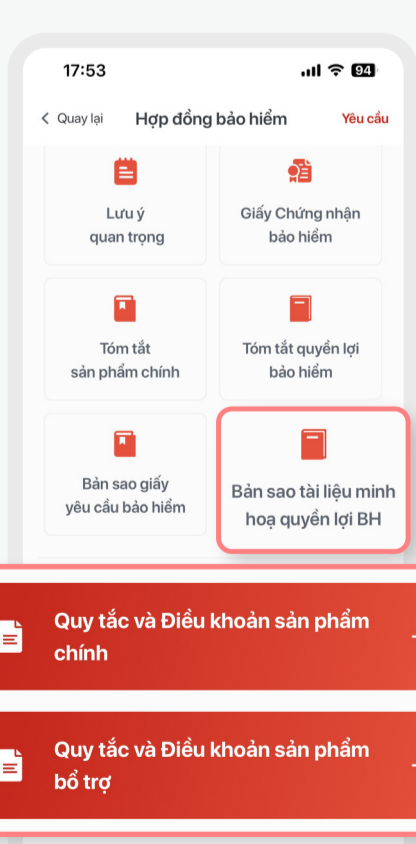 17:53
94
Quay lại
Hợp đồng bảo hiểm
Yêu cầu
Lưu ý
quan trọng
Giấy Chứng nhận
bảo hiểm
Tóm tắt
sản phẩm chính
Tóm tắt quyền lợi
bảo hiểm
Bản sao giấy
yêu cầu bảo hiểm
Bản sao tài liệu minh
hoạ quyền lợi BH
Quy tắc và Điều khoản sản phẩm
chính
Quy tắc và Điều khoản sản phẩm
bổ trợ